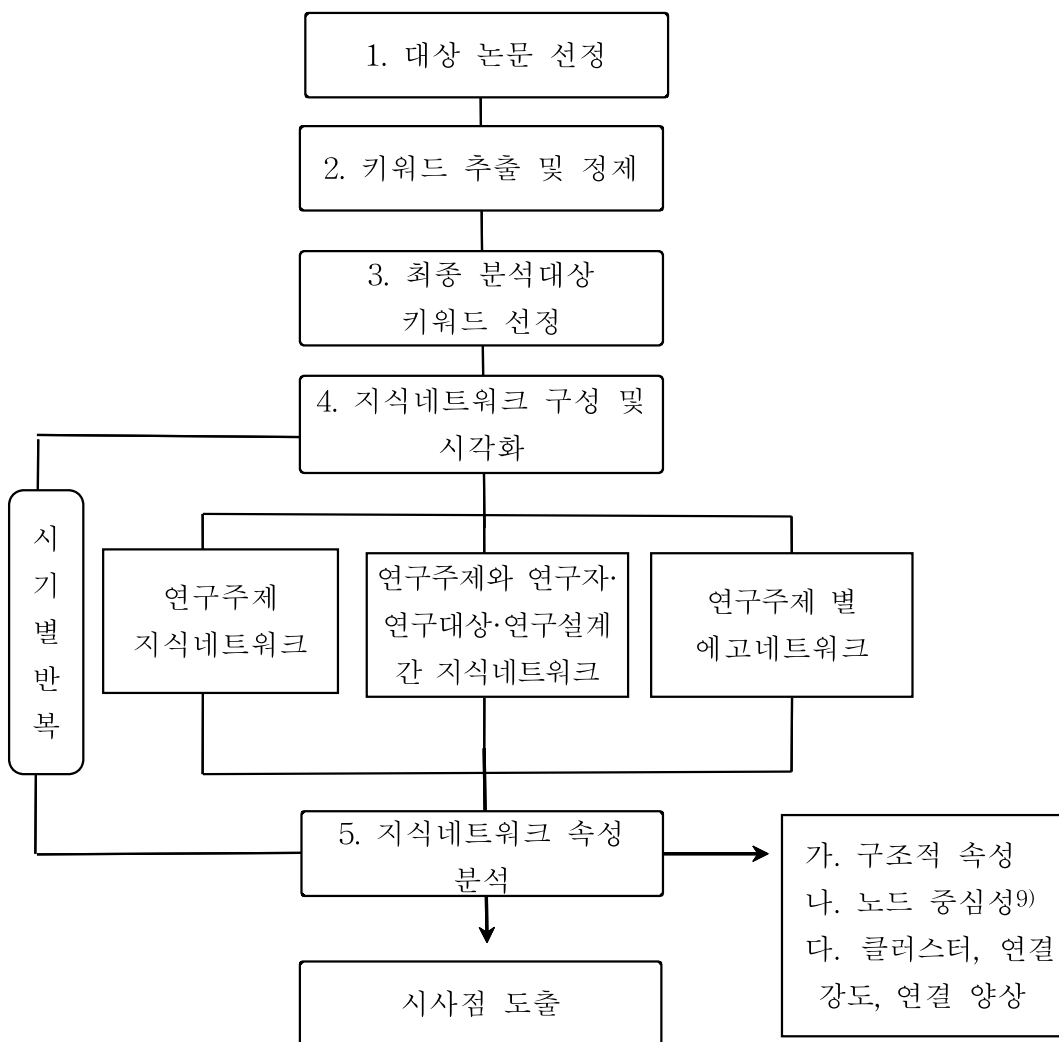 1. 대상 논문 선정
2. 키워드 추출 및 정제
3. 최종 분석대상
키워드 선정
4. 지식네트워크 구성 및
시각화
시
기
별
반
복
연구주제
지식네트워크
연구주제와 연구자·
연구대상·연구설계
간 지식네트워크
연구주제 별
에고네트워크
5. 지식네트워크 속성
분석
가. 구조적 속성
나. 노드 중심성9)
다. 클러스터, 연결
강도, 연결 양상
시사점 도출